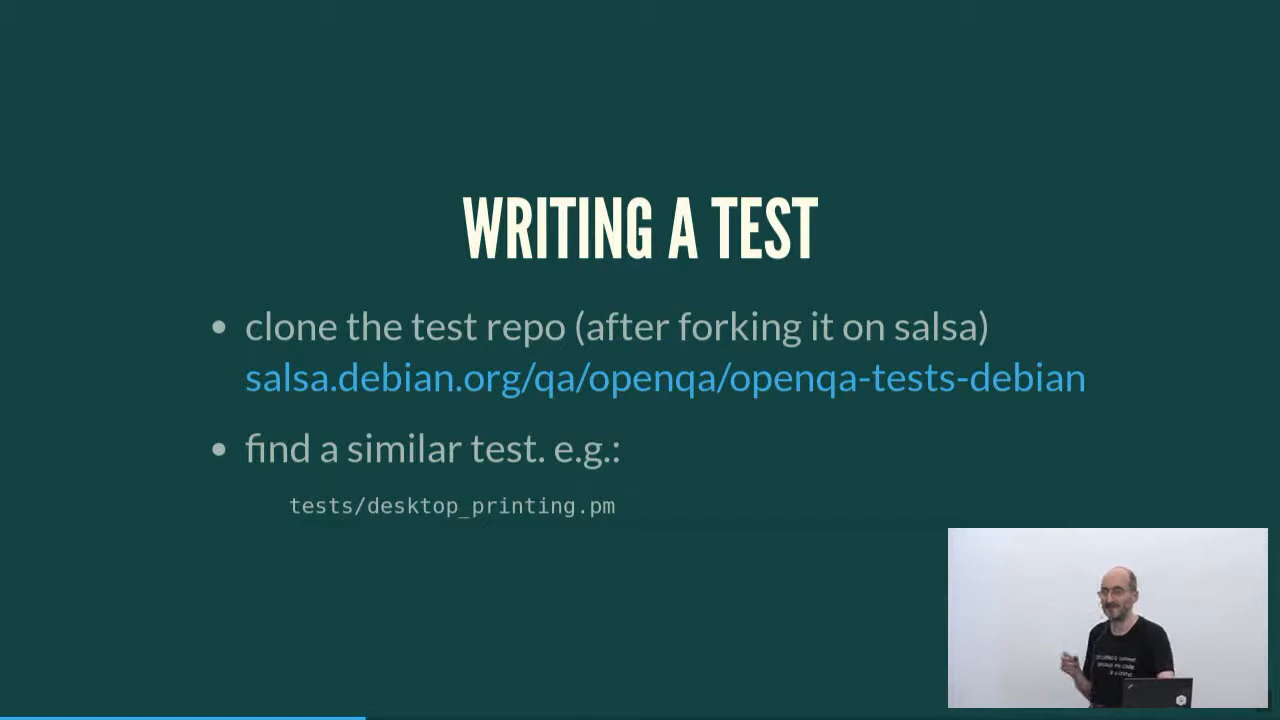 WRITING A TEST
clone the test repo (after forking it on salsa)
salsa.debian.org/qa/openqa/openqa-tests-debian
find a similar test. e.g.:
tests/desktop_printing.pm